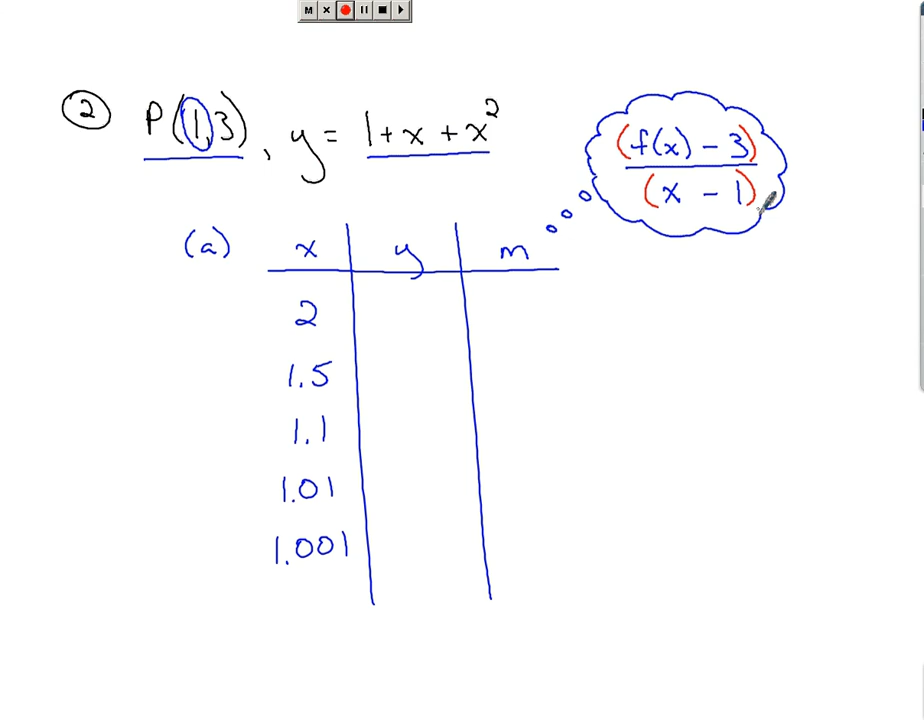 ② P(1,3), y = 1 + x + x²
(f(x) − 3)
(x − 1)
(a) x y m
2
1.5
1.1
1.01
1.001